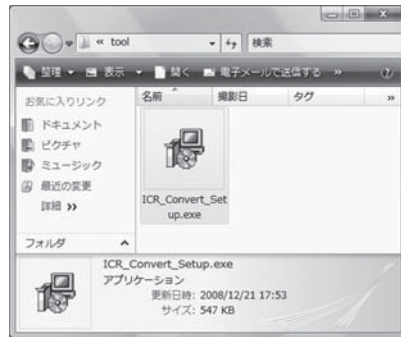 « tool
検索
整理 表示 開く 電子メールで送信する »
お気に入りリンク
ドキュメント
ピクチャ
ミュージック
最近の変更
詳細 »
フォルダ
名前 撮影日 タグ »
ICR_Convert_Set
up.exe
ICR_Convert_Setup.exe
アプリケーション
更新日時: 2008/12/21 17:53
サイズ: 547 KB